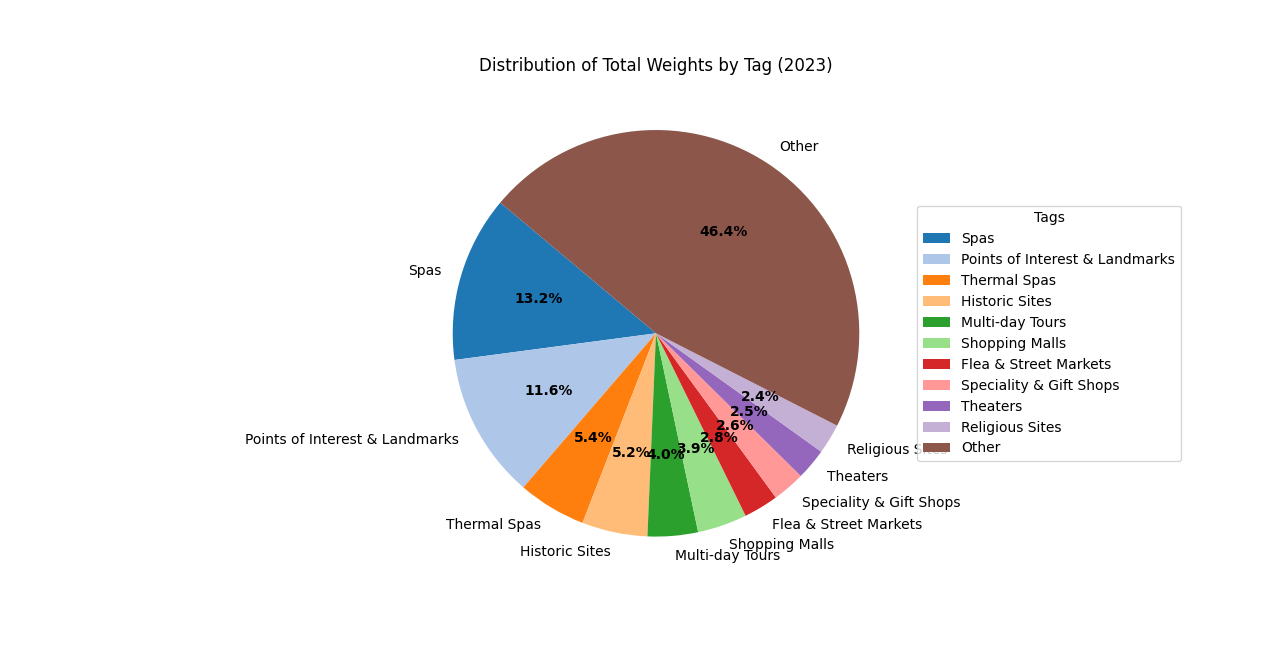 Distribution of Total Weights by Tag (2023)
Other
46.4%
Spas
13.2%
Points of Interest & Landmarks
11.6%
Thermal Spas
5.4%
Historic Sites
5.2%
Multi-day Tours
4.0%
Shopping Malls
3.9%
Flea & Street Markets
2.8%
Speciality & Gift Shops
2.6%
Theaters
2.5%
Religious Sites
2.4%
Tags
Spas
Points of Interest & Landmarks
Thermal Spas
Historic Sites
Multi-day Tours
Shopping Malls
Flea & Street Markets
Speciality & Gift Shops
Theaters
Religious Sites
Other